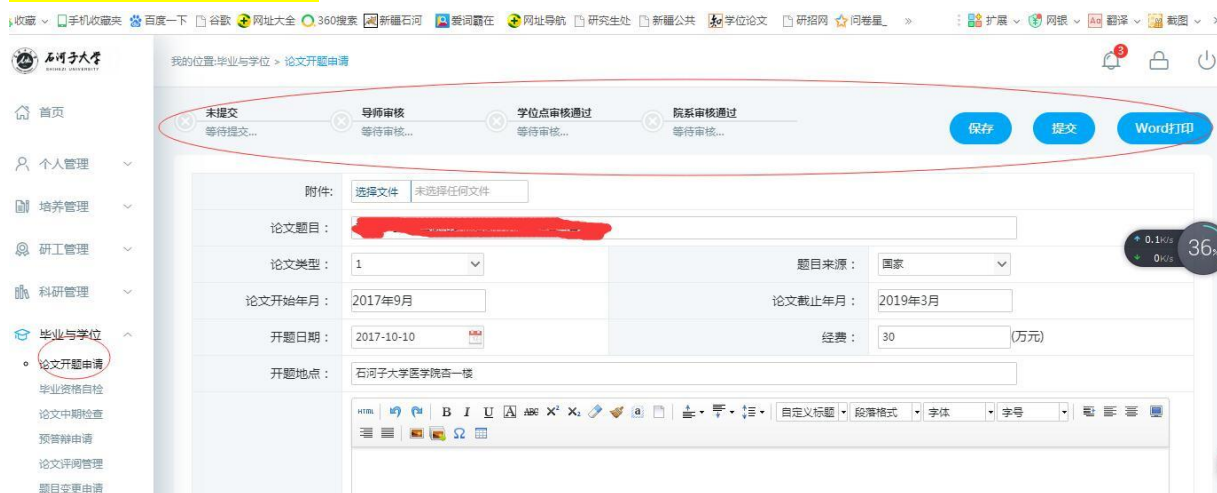 收藏 手机收藏夹 百度一下 谷歌 网址大全 360搜索 新疆石河 爱词霸在 网址导航 研究生处 新疆公共 学位论文 研招网 问卷星_ » 扩展 网银 翻译 截图
石河子大学
SHIHEZI UNIVERSITY
我的位置:毕业与学位 > 论文开题申请
3
首页
未提交
等待提交...
导师审核
等待审核...
学位点审核通过
等待审核...
院系审核通过
等待审核...
保存 提交 Word打印
个人管理
培养管理
研工管理
科研管理
毕业与学位
论文开题申请
毕业资格自检
论文中期检查
预答辩申请
论文评阅管理
题目变更申请
附件: 选择文件 未选择任何文件
论文题目：
论文类型： 1 题目来源： 国家
论文开始年月： 2017年9月 论文截止年月： 2019年3月
开题日期： 2017-10-10 经费： 30 (万元)
开题地点： 石河子大学医学院杏一楼
HTML B I U A ABC X² X₂ a 自定义标题 段落格式 字体 字号
Ω
0.1K/s
0K/s
36%